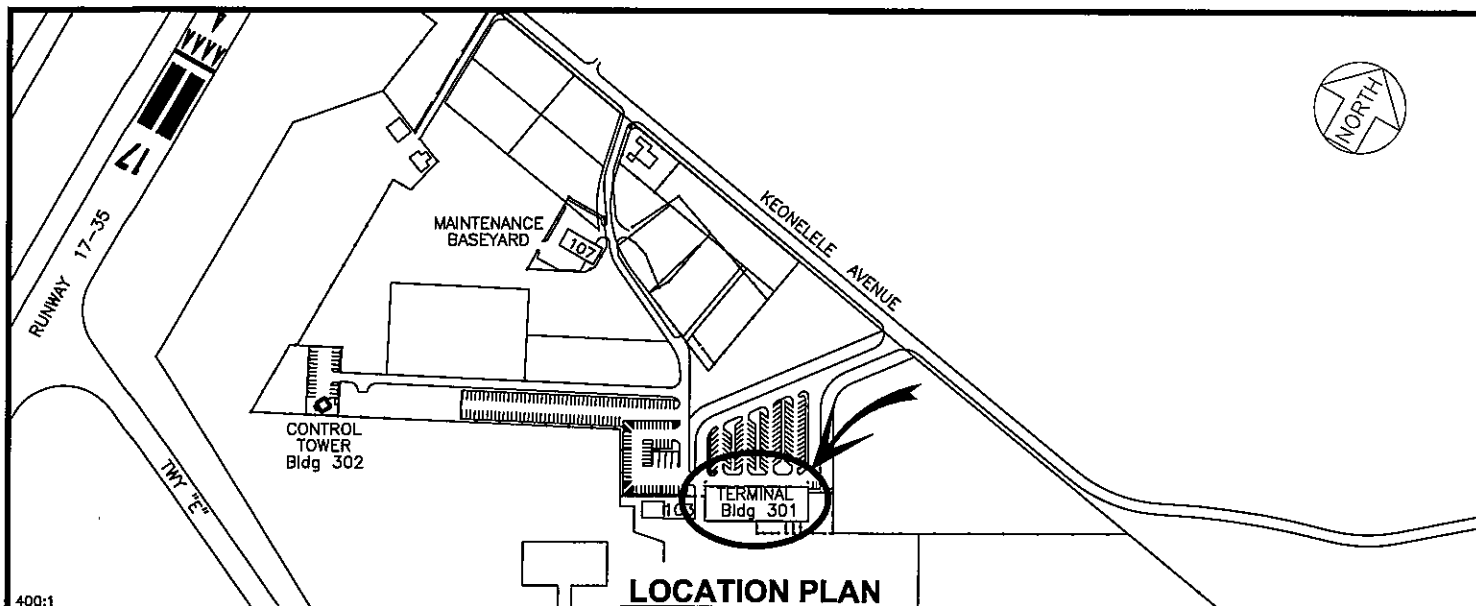 17
RUNWAY 17-35
NORTH
KEONELELE AVENUE
MAINTENANCE
BASEYARD
107
CONTROL
TOWER
Bldg 302
TWY "E"
TERMINAL
Bldg 301
103
LOCATION PLAN
400:1